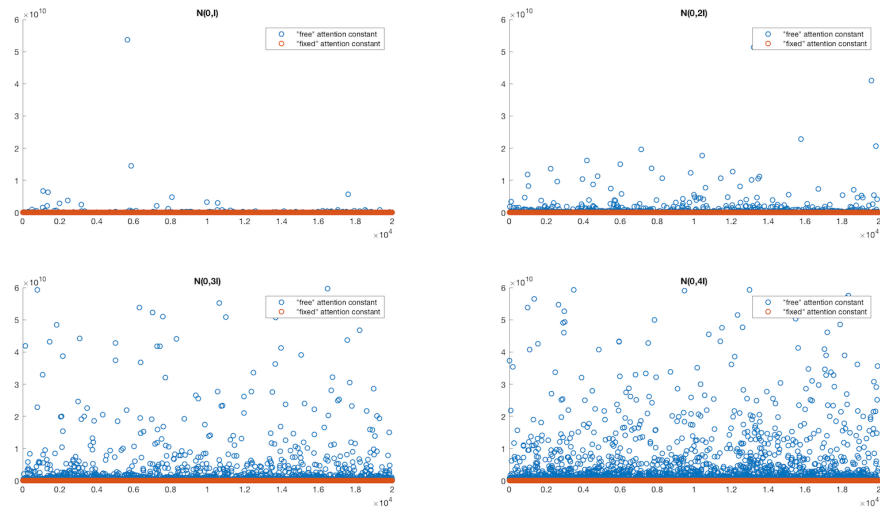 N(0,I)
×10^10
6
5
4
3
2
1
0
"free" attention constant
"fixed" attention constant
0 0.2 0.4 0.6 0.8 1 1.2 1.4 1.6 1.8 2
×10^4
N(0,2I)
×10^10
6
5
4
3
2
1
0
"free" attention constant
"fixed" attention constant
0 0.2 0.4 0.6 0.8 1 1.2 1.4 1.6 1.8 2
×10^4
N(0,3I)
×10^10
6
5
4
3
2
1
0
"free" attention constant
"fixed" attention constant
0 0.2 0.4 0.6 0.8 1 1.2 1.4 1.6 1.8 2
×10^4
N(0,4I)
×10^10
6
5
4
3
2
1
0
"free" attention constant
"fixed" attention constant
0 0.2 0.4 0.6 0.8 1 1.2 1.4 1.6 1.8 2
×10^4